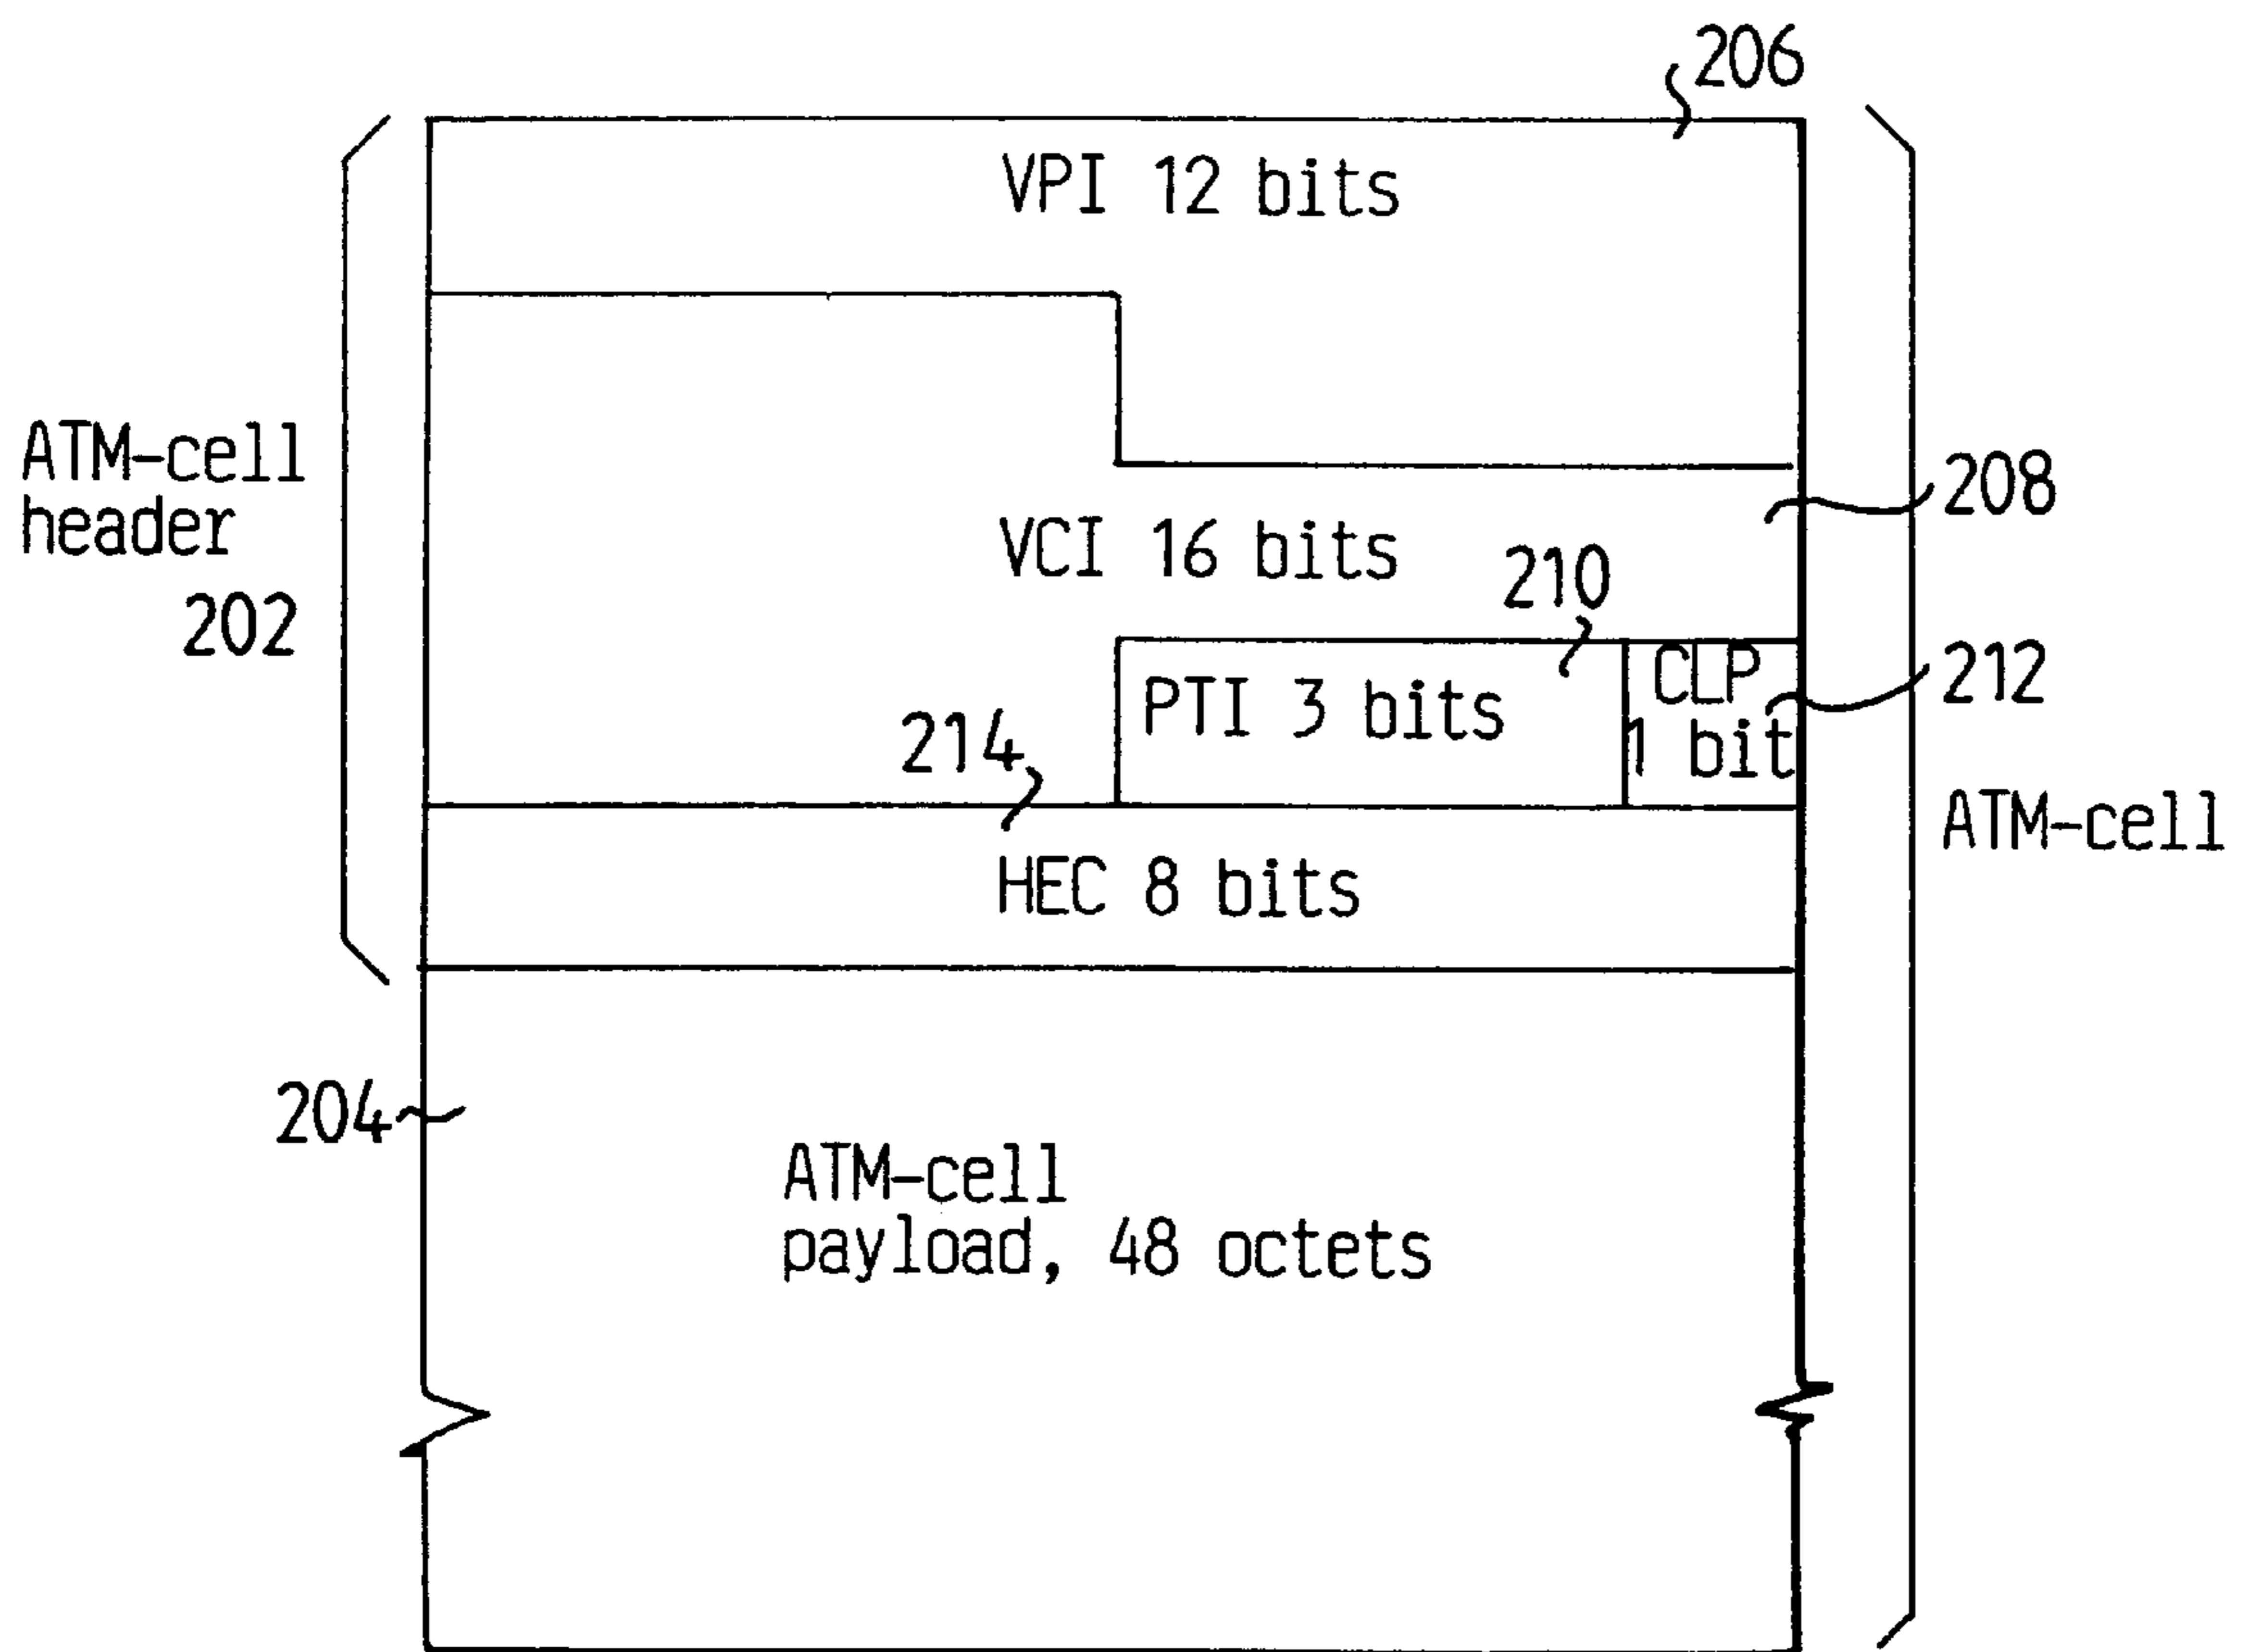 206
VPI 12 bits
ATM-cell
header
202
208
VCI 16 bits
210
PTI 3 bits
CLP
1 bit
212
214
ATM-cell
HEC 8 bits
204
ATM-cell
payload, 48 octets